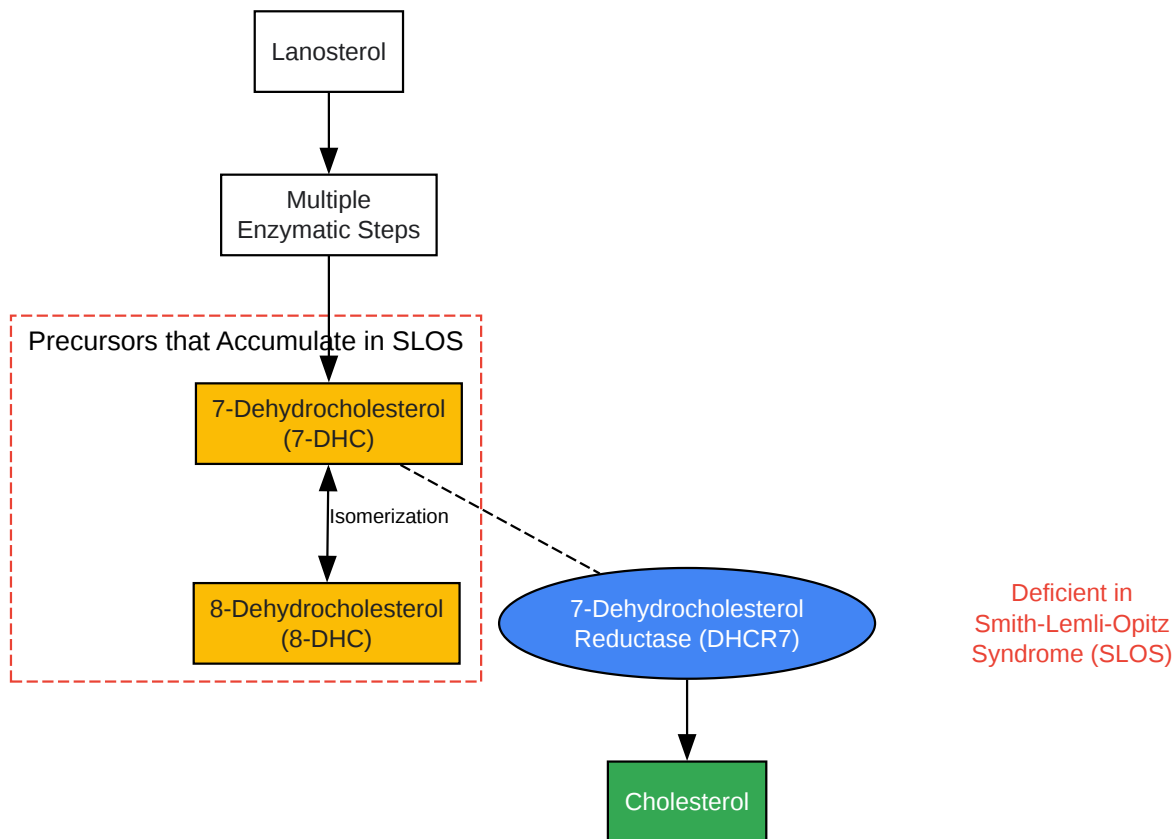 Lanosterol
Multiple
Enzymatic Steps
Precursors that Accumulate in SLOS
7-Dehydrocholesterol
(7-DHC)
Isomerization
8-Dehydrocholesterol
(8-DHC)
7-Dehydrocholesterol
Reductase (DHCR7)
Deficient in
Smith-Lemli-Opitz
Syndrome (SLOS)
Cholesterol